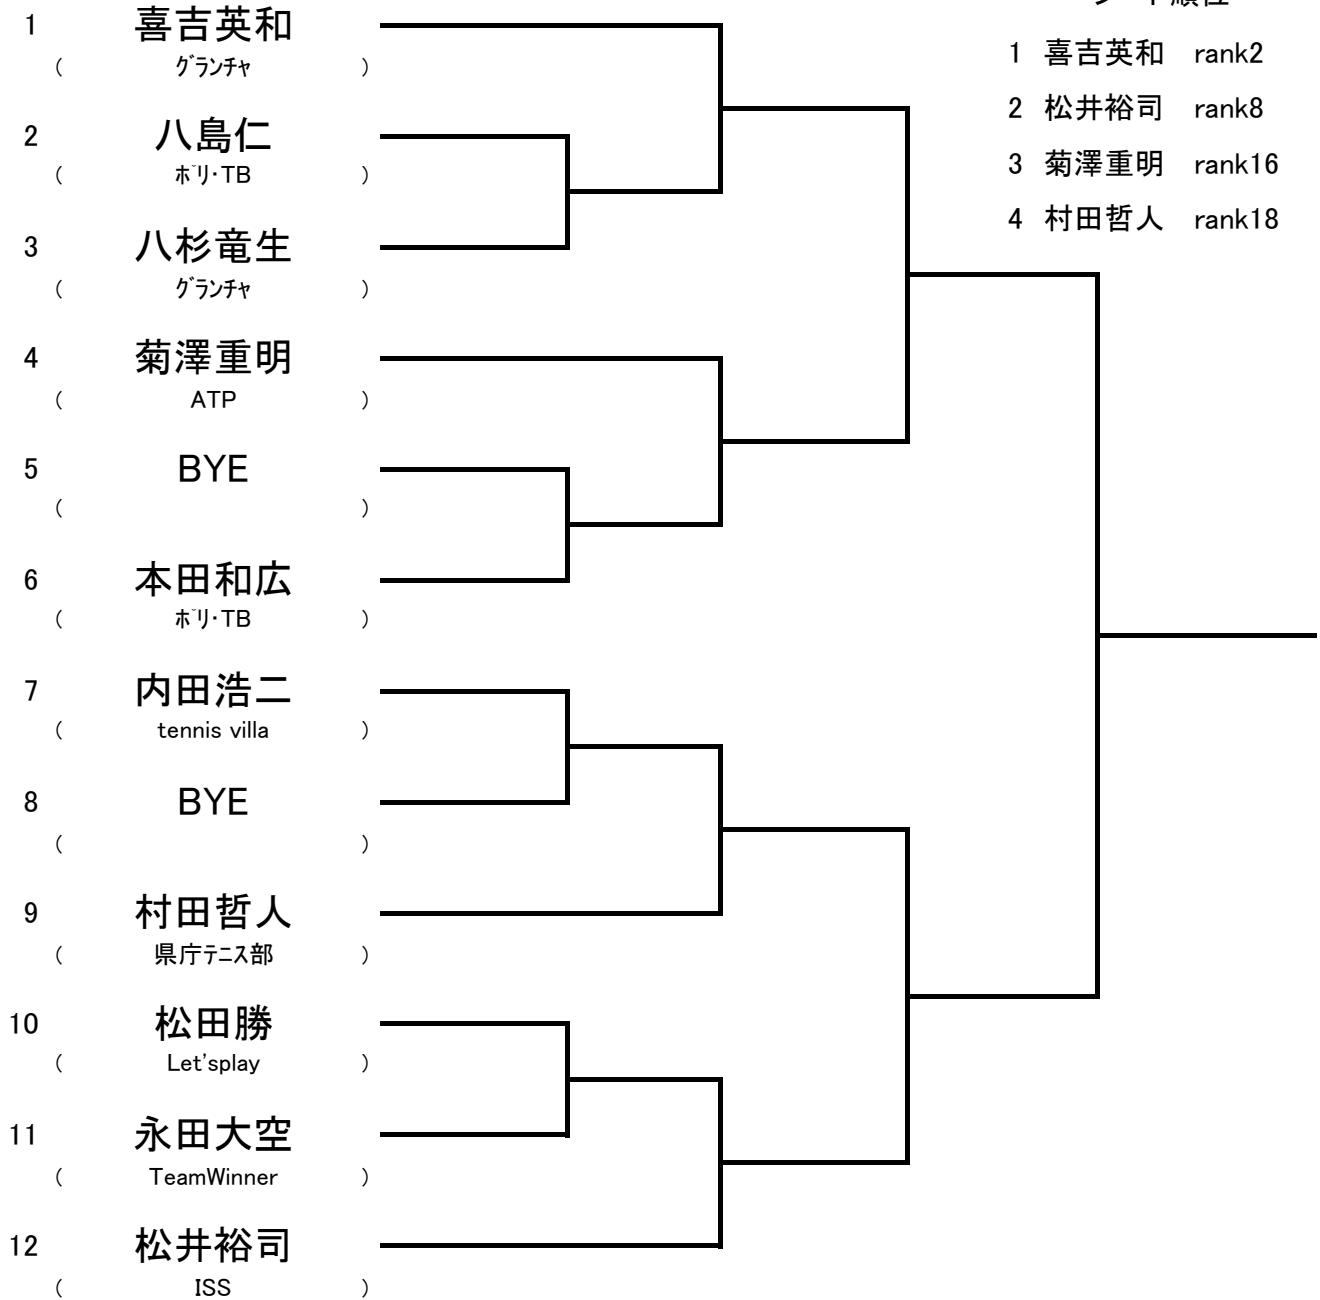 1 喜吉英和
( グランチャ )
2 八島仁
( ポリ・TB )
3 八杉竜生
( グランチャ )
4 菊澤重明
( ATP )
5 BYE
( )
6 本田和広
( ポリ・TB )
7 内田浩二
( tennis villa )
8 BYE
( )
9 村田哲人
( 県庁テニス部 )
10 松田勝
( Let'splay )
11 永田大空
( TeamWinner )
12 松井裕司
( ISS )
1 喜吉英和 rank2
2 松井裕司 rank8
3 菊澤重明 rank16
4 村田哲人 rank18